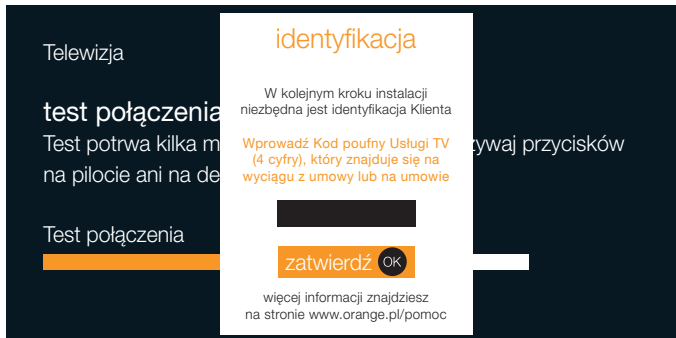 Telewizja
test połączenia
Test potrwa kilka m
zywaj przycisków
na pilocie ani na de
Test połączenia
identyfikacja
W kolejnym kroku instalacji
niezbędna jest identyfikacja Klienta
Wprowadź Kod poufny Usługi TV
(4 cyfry), który znajduje się na
wyciągu z umowy lub na umowie
zatwierdź OK
więcej informacji znajdziesz
na stronie www.orange.pl/pomoc